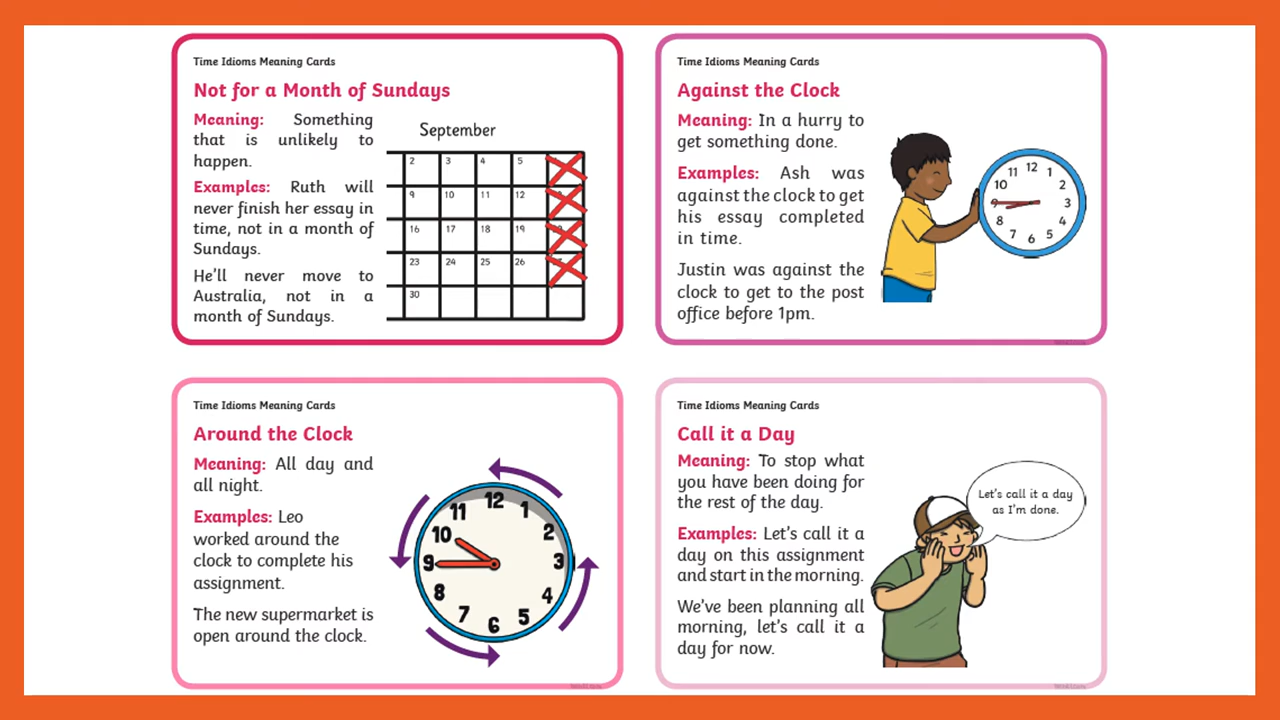 Time Idioms Meaning Cards
Not for a Month of Sundays
Meaning: Something
that is unlikely to
happen.
Examples: Ruth will
never finish her essay in
time, not in a month of
Sundays.
He'll never move to
Australia, not in a
month of Sundays.
September
2 3 4 5
9 10 11 12
16 17 18 19
23 24 25 26
30
Time Idioms Meaning Cards
Against the Clock
Meaning: In a hurry to
get something done.
Examples: Ash was
against the clock to get
his essay completed
in time.
Justin was against the
clock to get to the post
office before 1pm.
12
11 1
10 2
9 3
8 4
7 5
6
Time Idioms Meaning Cards
Around the Clock
Meaning: All day and
all night.
Examples: Leo
worked around the
clock to complete his
assignment.
The new supermarket is
open around the clock.
12
11 1
10 2
9 3
8 4
7 5
6
Time Idioms Meaning Cards
Call it a Day
Meaning: To stop what
you have been doing for
the rest of the day.
Examples: Let's call it a
day on this assignment
and start in the morning.
We've been planning all
morning, let's call it a
day for now.
Let's call it a day
as I'm done.